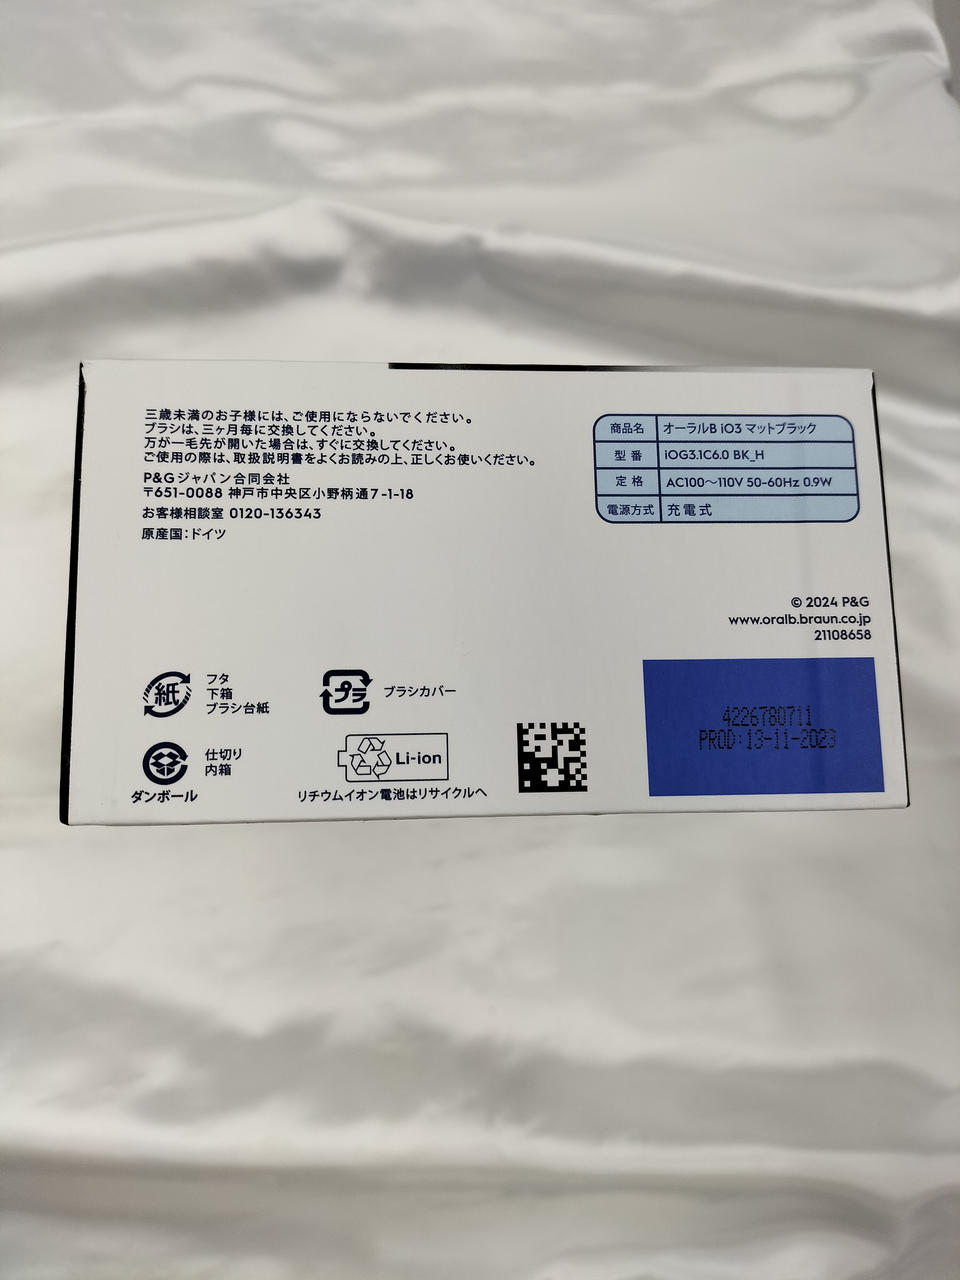 三歳未満のお子様には、ご使用にならないでください。
ブラシは、三ヶ月毎に交換してください。
万が一毛先が開いた場合は、すぐに交換してください。
ご使用の際は、取扱説明書をよくお読みの上、正しくお使いください。
P&Gジャパン合同会社
〒651-0088 神戸市中央区小野柄通7-1-18
お客様相談室 0120-136343
原産国:ドイツ
商品名 オーラルB iO3 マットブラック
型番 iOG3.1C6.0 BK_H
定格 AC100～110V 50-60Hz 0.9W
電源方式 充電式
© 2024 P&G
www.oralb.braun.co.jp
21108658
紙
フタ
下箱
ブラシ台紙
プラ
ブラシカバー
仕切り
内箱
ダンボール
Li-ion
リチウムイオン電池はリサイクルへ
4226780711
PROD:13-11-2023